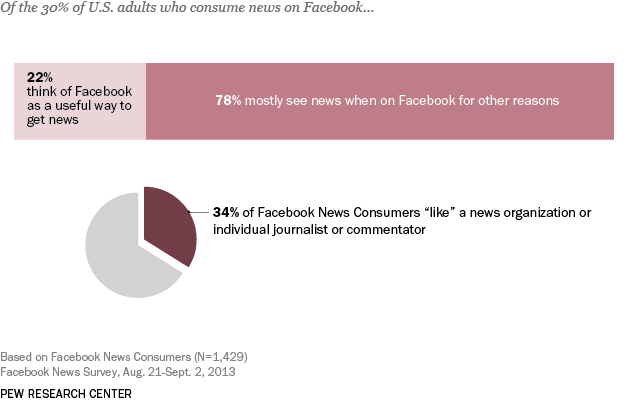 Of the 30% of U.S. adults who consume news on Facebook...
22%
think of Facebook
as a useful way to
get news
78% mostly see news when on Facebook for other reasons
34% of Facebook News Consumers “like” a news organization or
individual journalist or commentator
Based on Facebook News Consumers (N=1,429)
Facebook News Survey, Aug. 21-Sept. 2, 2013
PEW RESEARCH CENTER